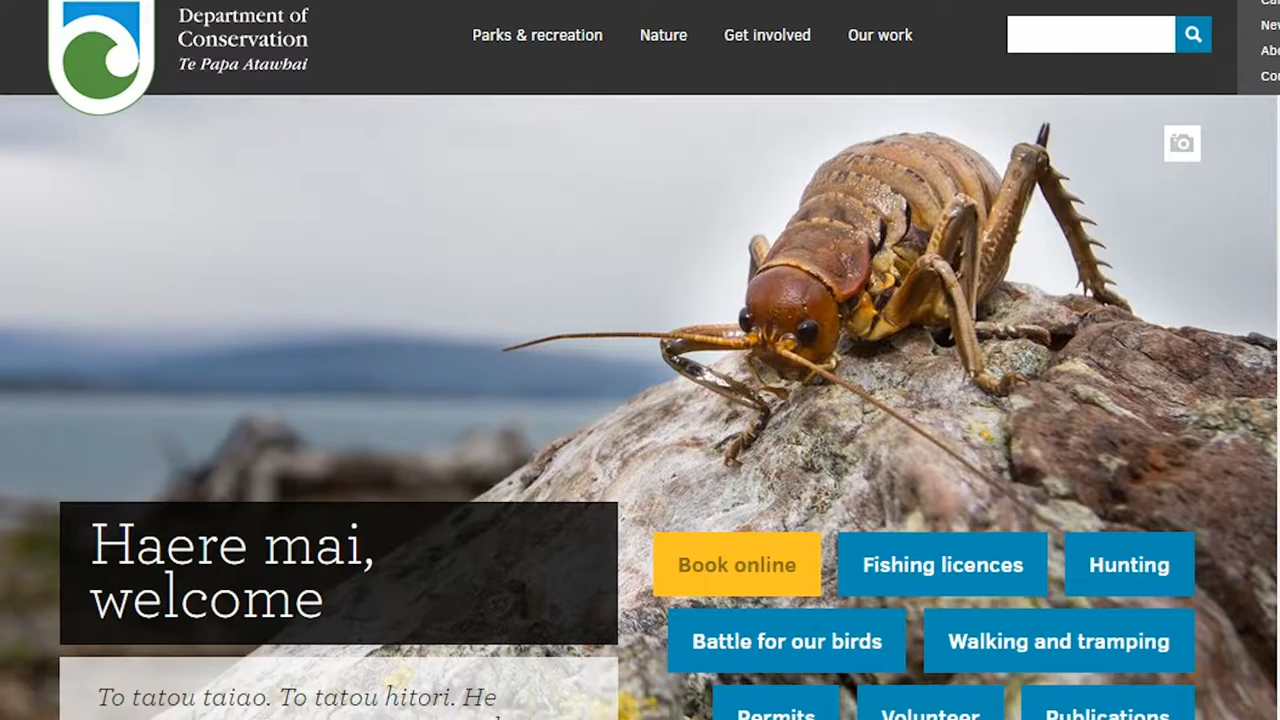 Department of
Conservation
Te Papa Atawhai
Parks & recreation
Nature
Get involved
Our work
Haere mai,
welcome
To tatou taiao. To tatou hitori. He
Book online
Fishing licences
Hunting
Battle for our birds
Walking and tramping
Permits
Volunteer
Publications